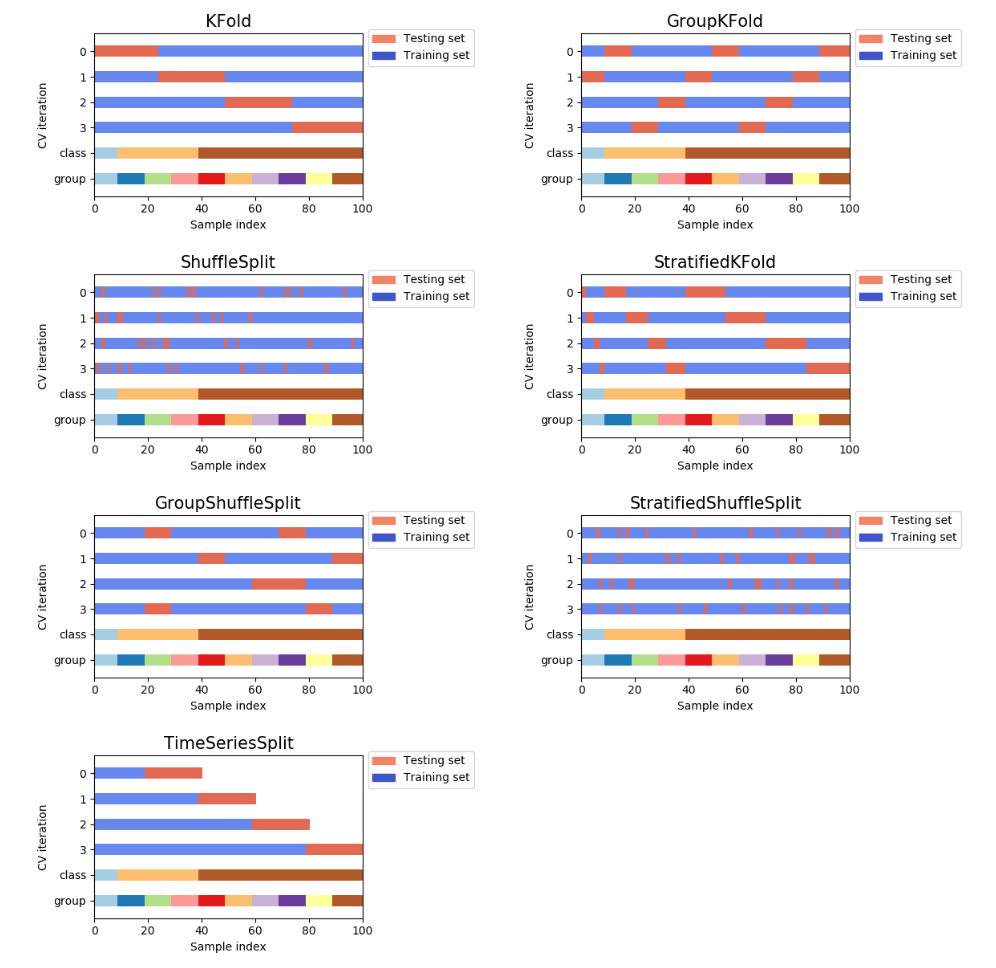 KFold
Testing set
Training set
CV iteration
0
1
2
3
class
group
0 20 40 60 80 100
Sample index
GroupKFold
Testing set
Training set
CV iteration
0
1
2
3
class
group
0 20 40 60 80 100
Sample index
ShuffleSplit
Testing set
Training set
CV iteration
0
1
2
3
class
group
0 20 40 60 80 100
Sample index
StratifiedKFold
Testing set
Training set
CV iteration
0
1
2
3
class
group
0 20 40 60 80 100
Sample index
GroupShuffleSplit
Testing set
Training set
CV iteration
0
1
2
3
class
group
0 20 40 60 80 100
Sample index
StratifiedShuffleSplit
Testing set
Training set
CV iteration
0
1
2
3
class
group
0 20 40 60 80 100
Sample index
TimeSeriesSplit
Testing set
Training set
CV iteration
0
1
2
3
class
group
0 20 40 60 80 100
Sample index